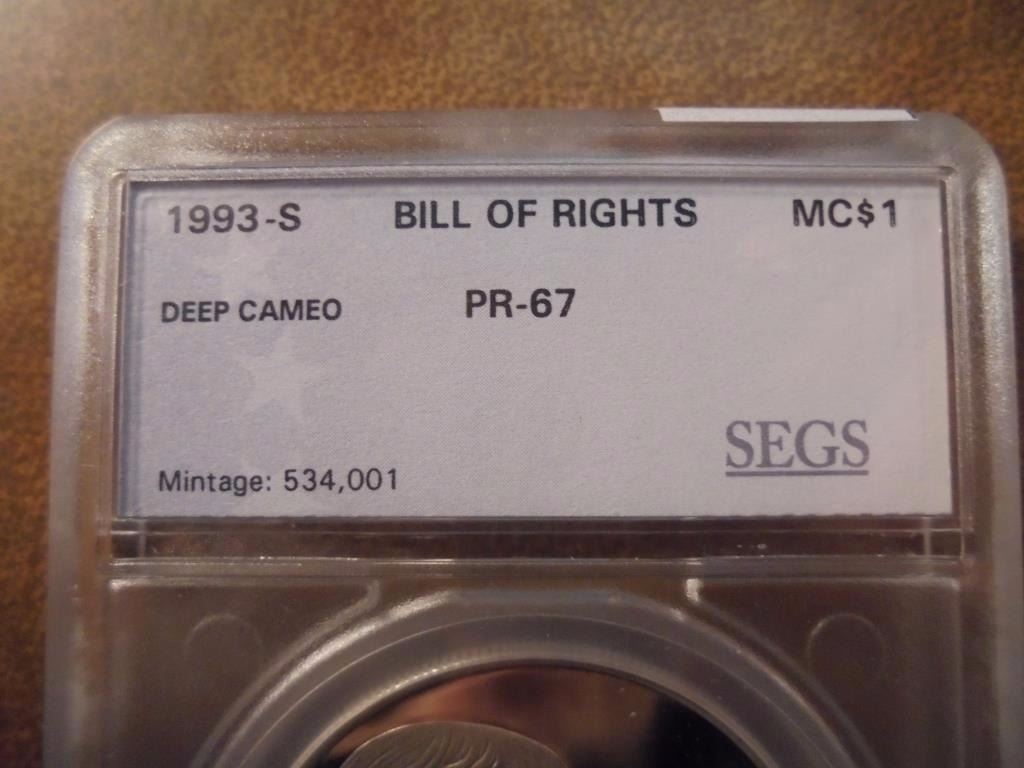 1993-S BILL OF RIGHTS MC$1
DEEP CAMEO PR-67
SEGS
Mintage: 534,001